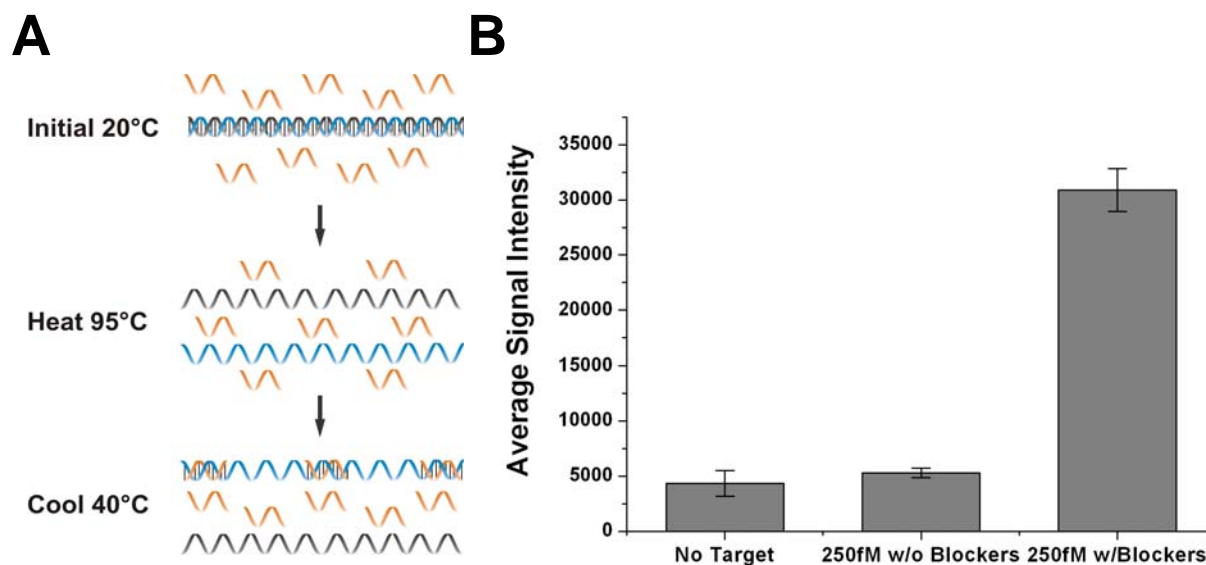 A
Initial 20°C
Heat 95°C
Cool 40°C
B
Average Signal Intensity
35000
30000
25000
20000
15000
10000
5000
0
No Target
250fM w/o Blockers
250fM w/Blockers